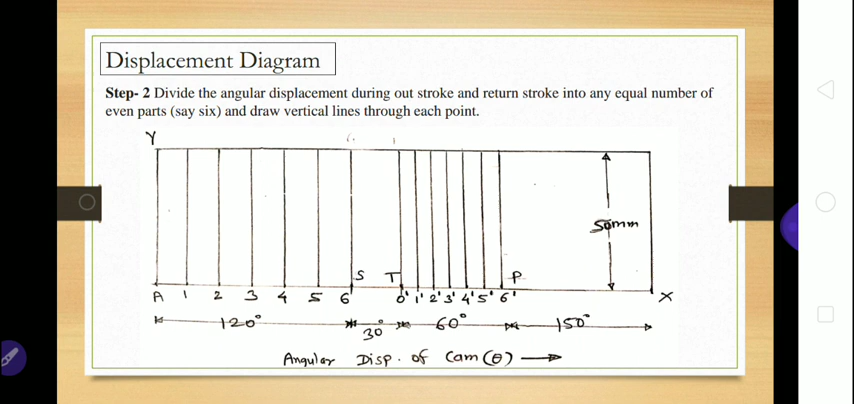 Displacement Diagram
Step- 2 Divide the angular displacement during out stroke and return stroke into any equal number of
even parts (say six) and draw vertical lines through each point.
Y
50mm
S T P
A 1 2 3 4 5 6 0' 1' 2' 3' 4' 5' 6' X
120° 30° 60° 150°
Angular Disp. of Cam (θ)